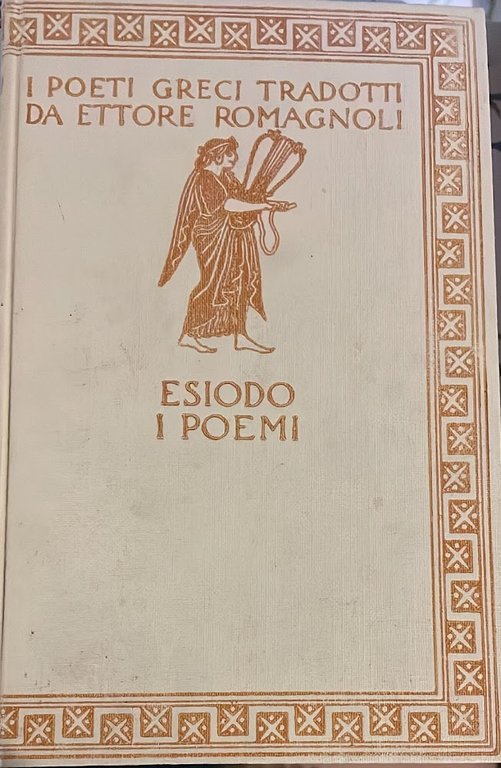 I POETI GRECI TRADOTTI
DA ETTORE ROMAGNOLI
ESIODO
I POEMI